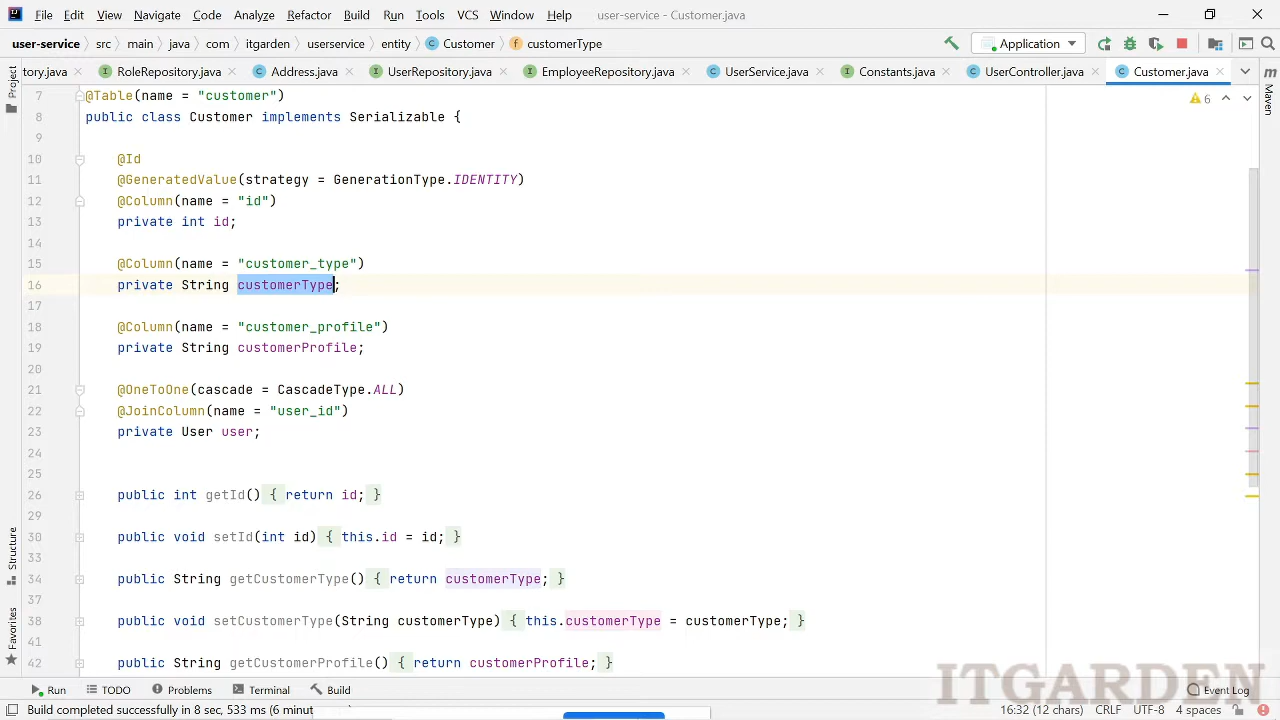 File Edit View Navigate Code Analyze Refactor Build Run Tools VCS Window Help user-service - Customer.java
user-service src main java com itgarden userservice entity Customer customerType Application
tory.java RoleRepository.java Address.java UserRepository.java EmployeeRepository.java UserService.java Constants.java UserController.java Customer.java
Project
Maven
6
7 @Table(name = "customer")
8 public class Customer implements Serializable {
9
10 @Id
11 @GeneratedValue(strategy = GenerationType.IDENTITY)
12 @Column(name = "id")
13 private int id;
14
15 @Column(name = "customer_type")
16 private String customerType;
17
18 @Column(name = "customer_profile")
19 private String customerProfile;
20
21 @OneToOne(cascade = CascadeType.ALL)
22 @JoinColumn(name = "user_id")
23 private User user;
24
25
26 public int getId() { return id; }
29
30 public void setId(int id) { this.id = id; }
33
34 public String getCustomerType() { return customerType; }
37
38 public void setCustomerType(String customerType) { this.customerType = customerType; }
41
42 public String getCustomerProfile() { return customerProfile; }
Structure
Favorites
ITGARDEN
Run TODO Problems Terminal Build Event Log
Build completed successfully in 8 sec, 533 ms (6 minut 16:32 (12 chars) CRLF UTF-8 4 spaces